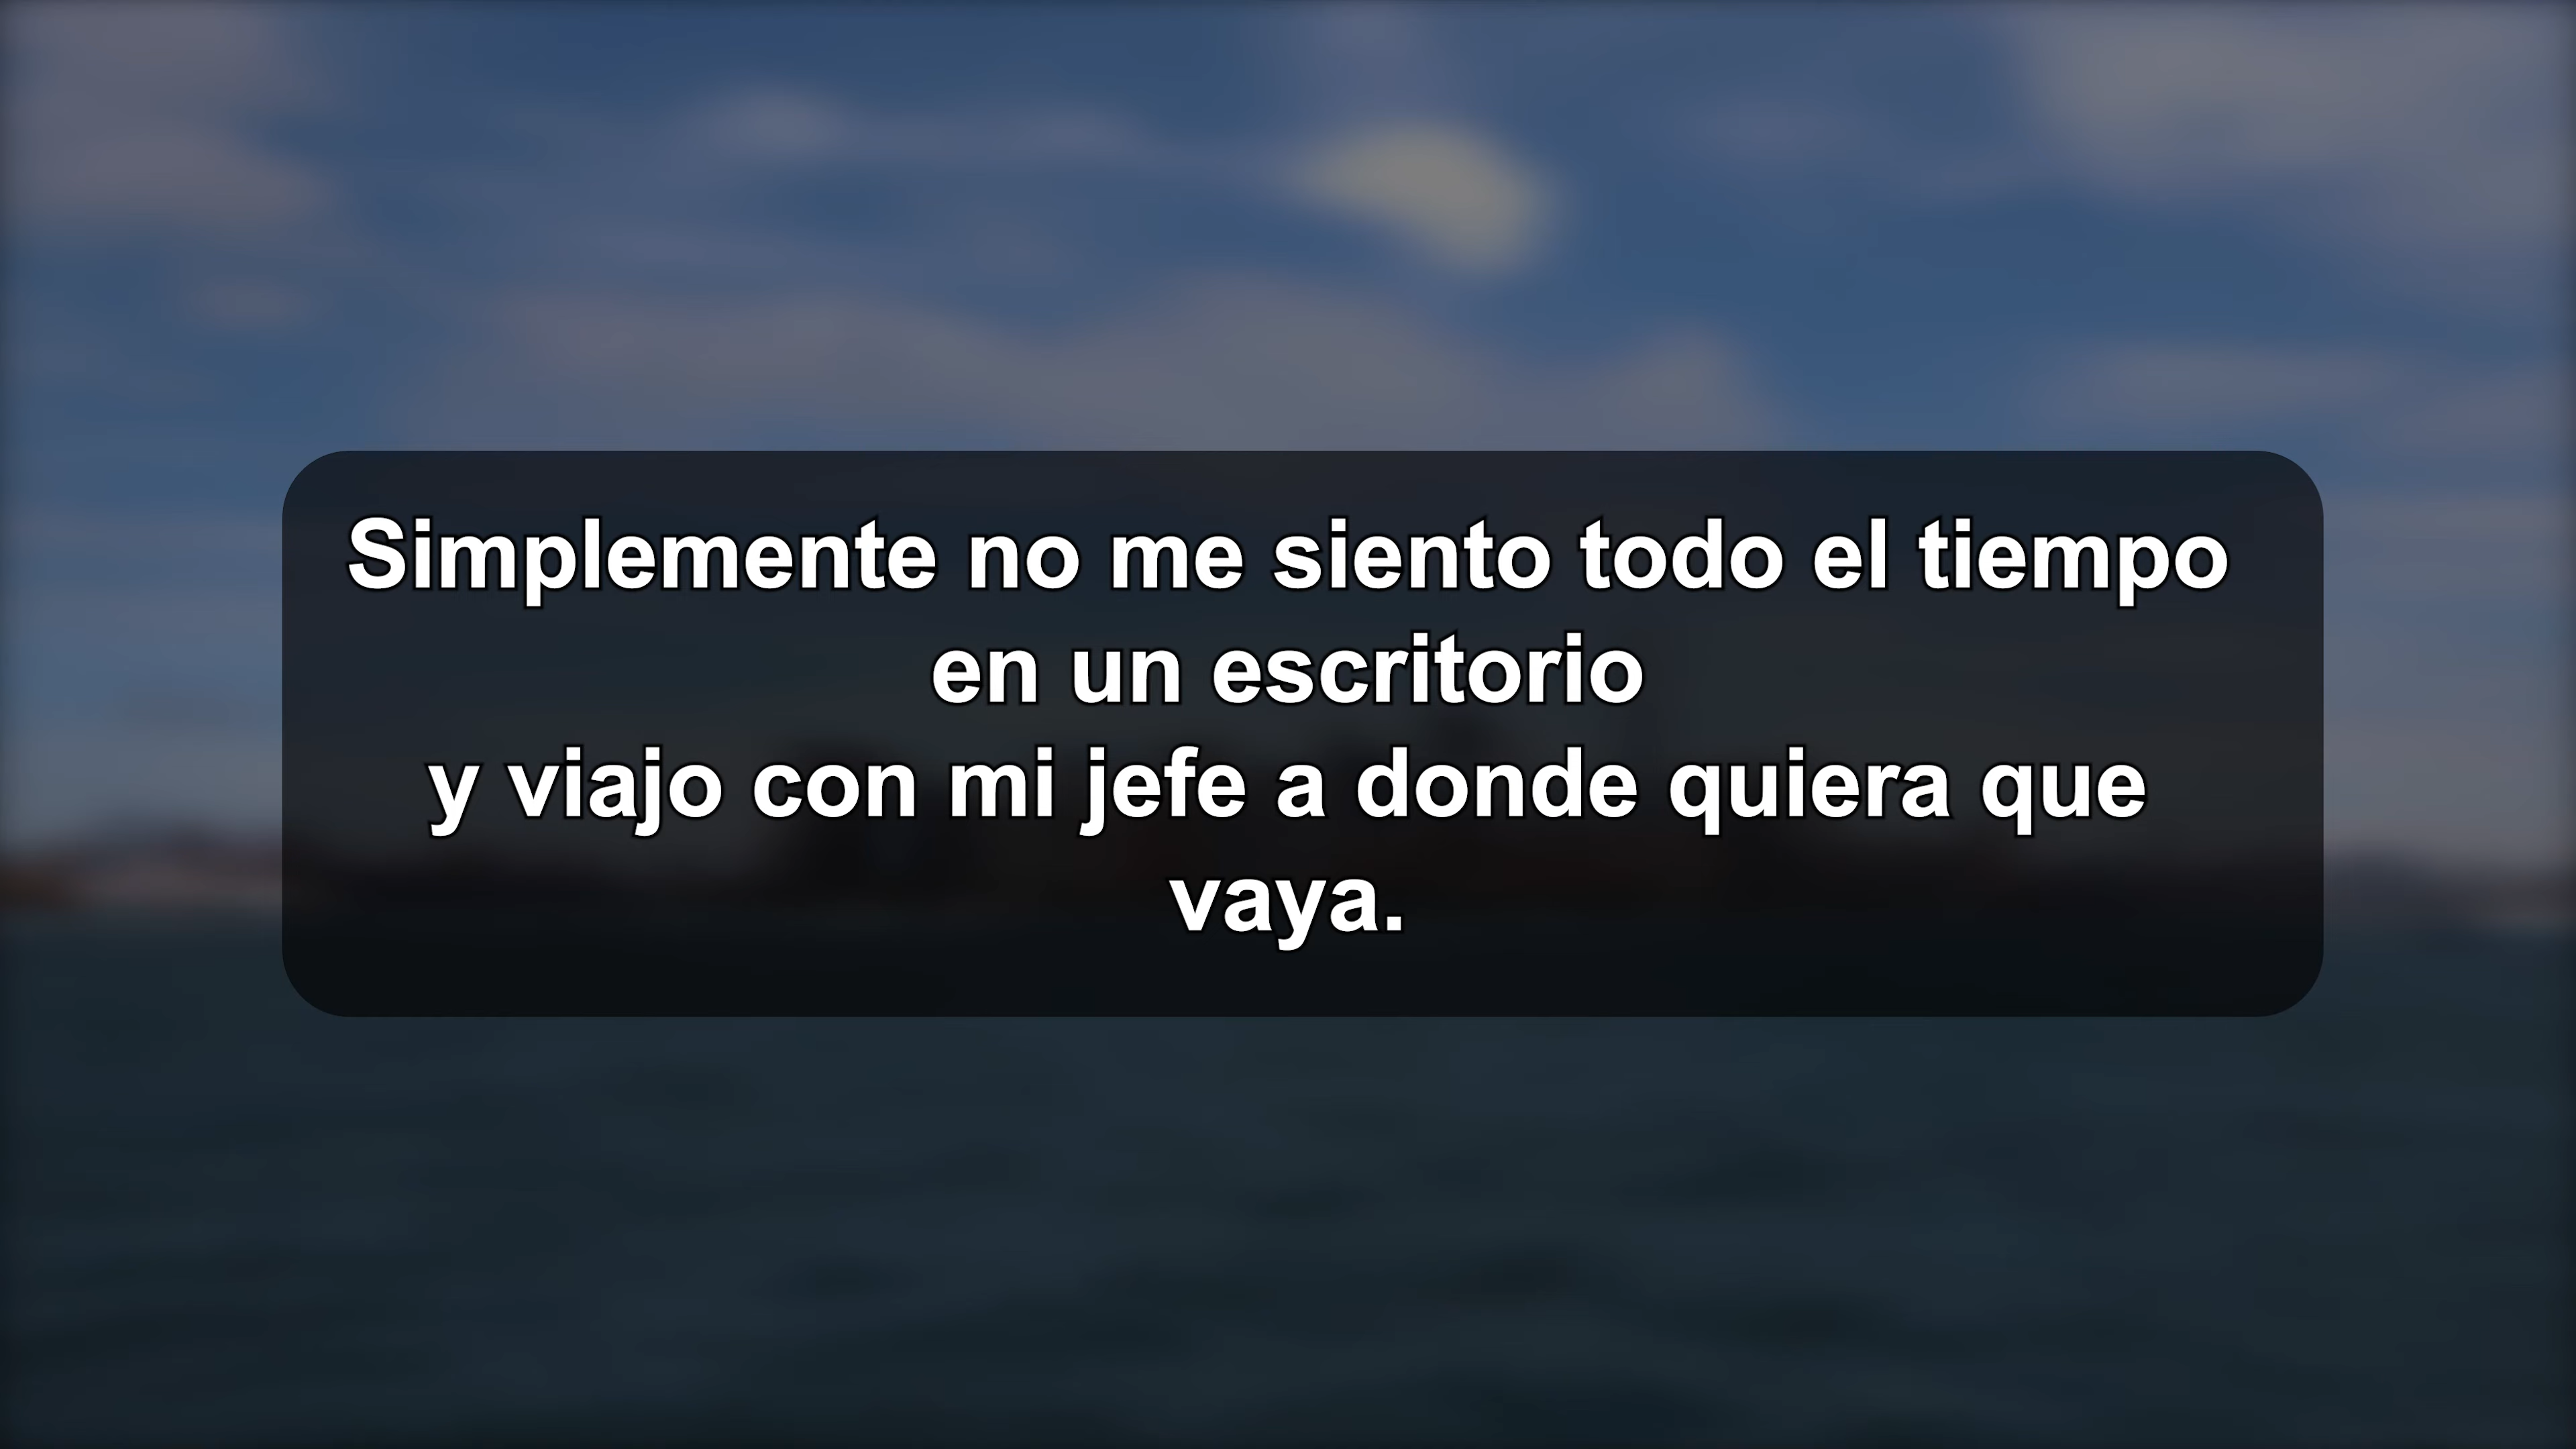 Simplemente no me siento todo el tiempo
en un escritorio
y viajo con mi jefe a donde quiera que
vaya.